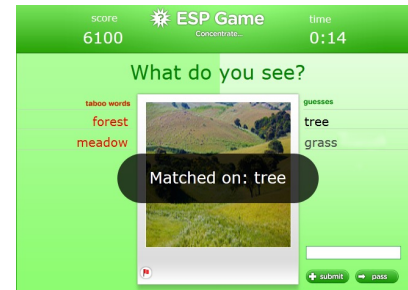 score
6100
ESP Game
Concentrate...
time
0:14
What do you see?
taboo words
forest
meadow
guesses
tree
grass
Matched on: tree
submit
pass